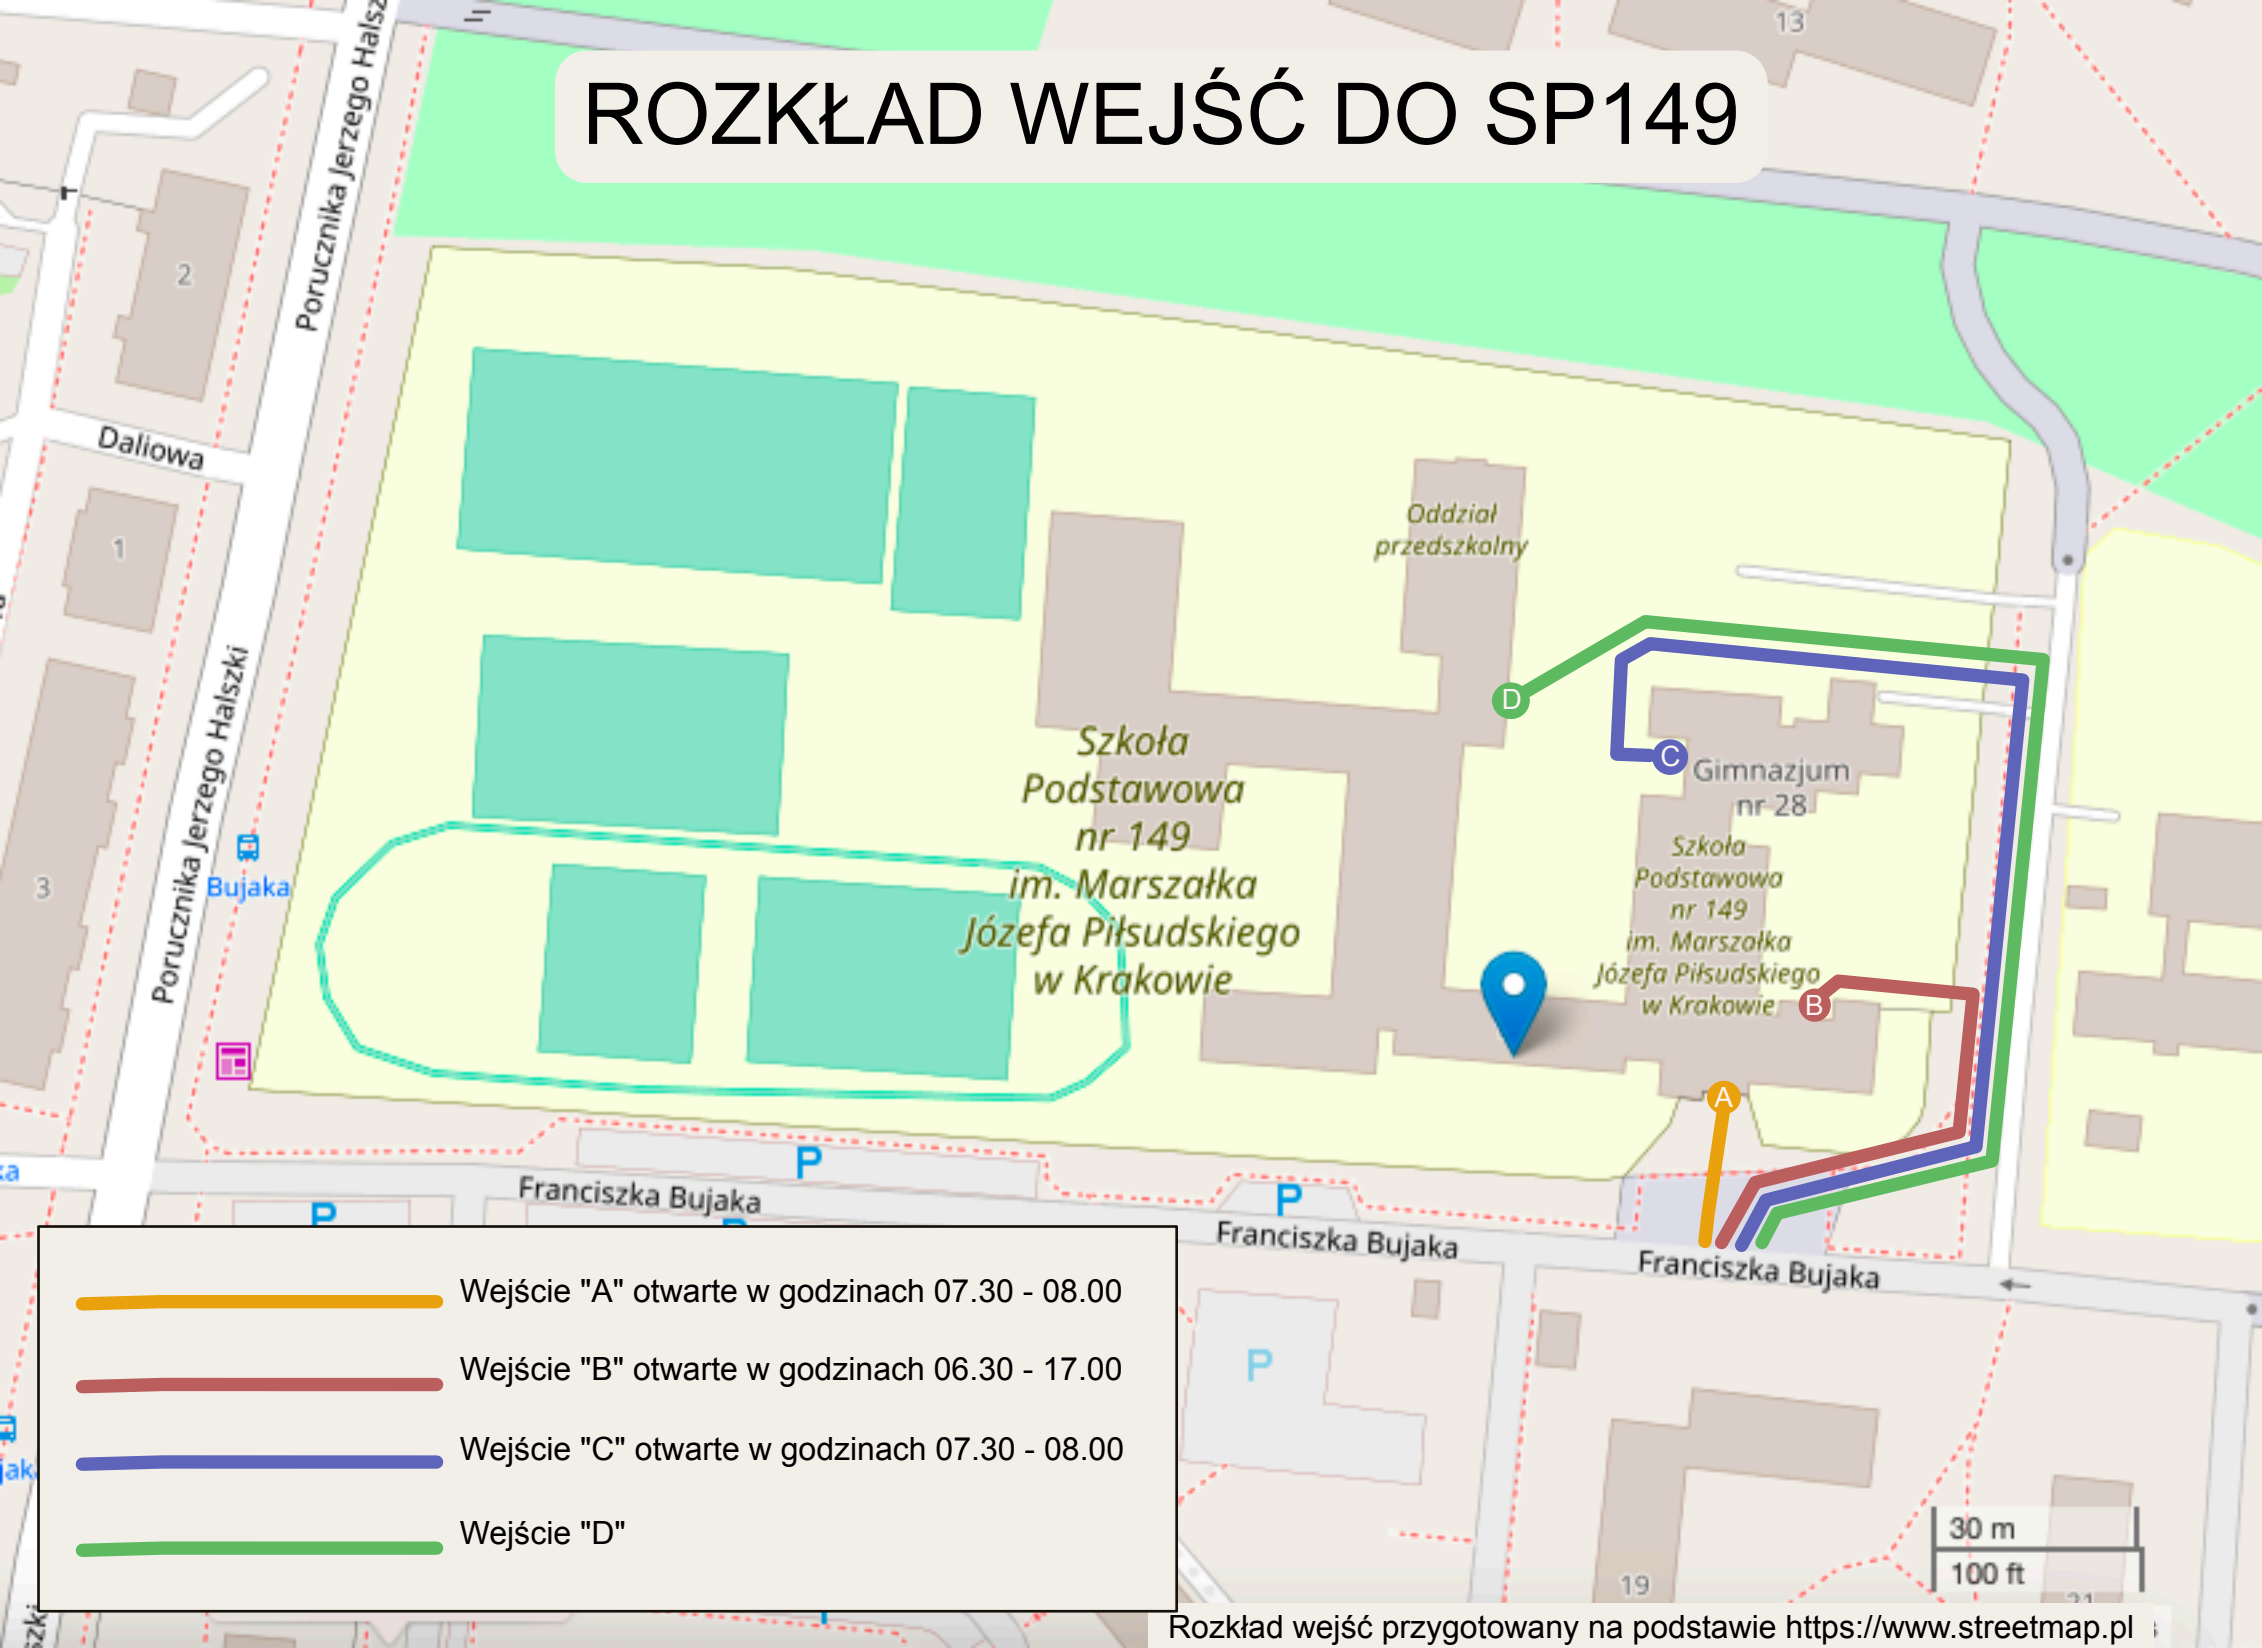 ROZKŁAD WEJŚĆ DO SP149
13
Porucznika Jerzego Halsz
2
Daliowa
1
Oddział
przedszkolny
Porucznika Jerzego Halszki
Szkoła
Podstawowa
nr 149
im. Marszałka
Józefa Piłsudskiego
w Krakowie
D
C
Gimnazjum
nr 28
Szkoła
Podstawowa
nr 149
im. Marszałka
Józefa Piłsudskiego
w Krakowie
B
A
3
Bujaka
P
P
P
Franciszka Bujaka
Franciszka Bujaka
Franciszka Bujaka
P
Wejście "A" otwarte w godzinach 07.30 - 08.00
Wejście "B" otwarte w godzinach 06.30 - 17.00
Wejście "C" otwarte w godzinach 07.30 - 08.00
Wejście "D"
19
21
30 m
100 ft
Rozkład wejść przygotowany na podstawie https://www.streetmap.pl